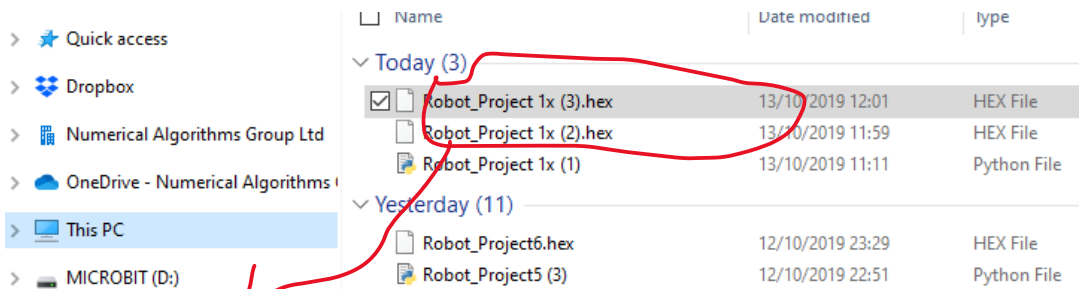 Name Date modified Type
Quick access
Today (3)
Dropbox
Robot_Project 1x (3).hex 13/10/2019 12:01 HEX File
Numerical Algorithms Group Ltd
Robot_Project 1x (2).hex 13/10/2019 11:59 HEX File
Robot_Project 1x (1) 13/10/2019 11:11 Python File
OneDrive - Numerical Algorithms
Yesterday (11)
This PC
Robot_Project6.hex 12/10/2019 23:29 HEX File
MICROBIT (D:)
Robot_Project5 (3) 12/10/2019 22:51 Python File